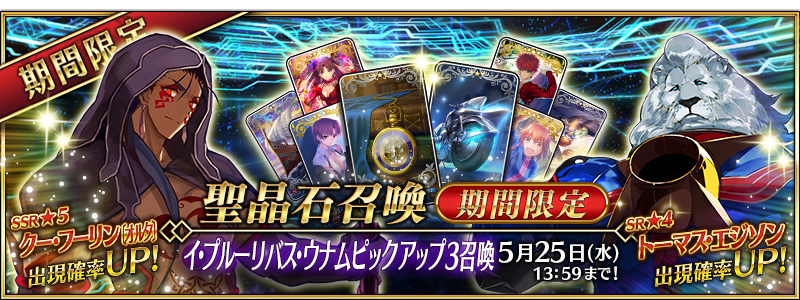 期間限定
聖晶石召喚 期間限定
SSR★5
クー・フーリン〔オルタ〕
出現確率UP!
イ・プルーリバス・ウナムピックアップ3召喚
5月25日(水)
13:59まで!
SR★4
トーマス・エジソン
出現確率UP!